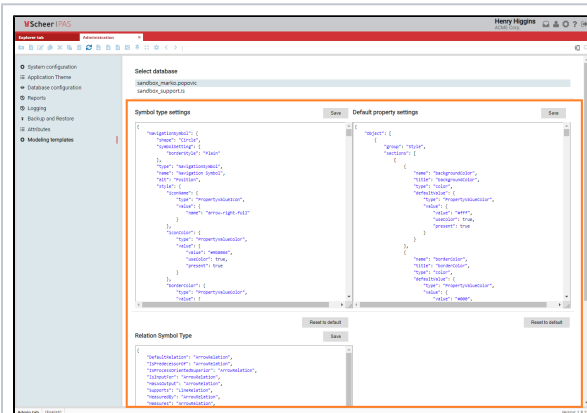 Scheer PAS
Henry Higgins
ACME Corp
Explorer tab
Administration
System configuration
Application Theme
Database configuration
Reports
Logging
Backup and Restore
Attributes
Modeling templates
Select database
sandbox_marko.popovic
sandbox_support.is
Symbol type settings
Save
[
"NavigationSymbol": {
"shape": "Circle",
"symbolSetting": {
"borderStyle": "Plain"
},
"type": "NavigationSymbol",
"name": "Navigation Symbol",
"alt": "Position",
"style": {
"iconName": {
"type": "PropertyValueIcon",
"value": {
"name": "arrow-right-full"
}
},
"iconColor": {
"type": "PropertyValueColor",
"value": {
"useColor": true,
"present": true
}
},
"borderColor": {
"type": "PropertyValueColor",
"value": {
Reset to default
Default property settings
Save
{
"Object": [
{
"group": "Style",
"sections": [
{
"name": "backgroundColor",
"title": "backgroundColor",
"type": "color",
"defaultValue": {
"type": "PropertyValueColor",
"value": {
"value": "#fff",
"useColor": true,
"present": true
}
}
},
{
"name": "borderColor",
"title": "borderColor",
"type": "color",
"defaultValue": {
"type": "PropertyValueColor",
"value": {
"value": "#000",
Reset to default
Relation Symbol Type
Save
{
"DefaultRelation": "ArrowRelation",
"IsPredecessorOf": "ArrowRelation",
"IsProcessOrientedSuperior": "ArrowRelation",
"IsInputFor": "ArrowRelation",
"HasAsOutput": "ArrowRelation",
"Supports": "LineRelation",
"MeasuredBy": "ArrowRelation",
"Measures": "ArrowRelation",
Admin tab